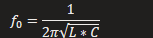 f₀ = 1 / (2π√(L * C))